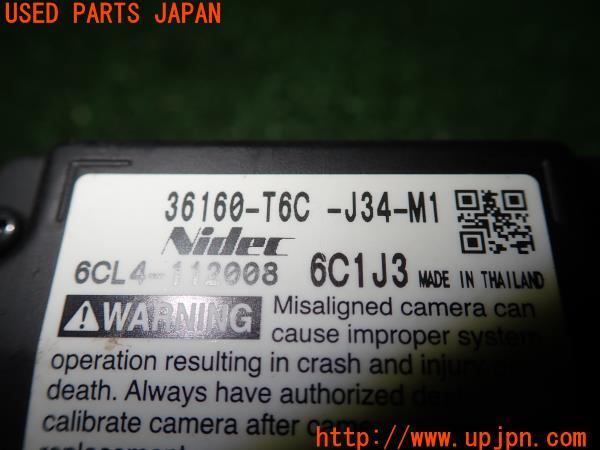 USED PARTS JAPAN
36160-T6C -J34-M1
Nidec
6CL4-112008 6C1J3 MADE IN THAILAND
WARNING Misaligned camera can
cause improper system
operation resulting in crash and injury
death. Always have authorized
calibrate camera after
http://www.upjpn.com